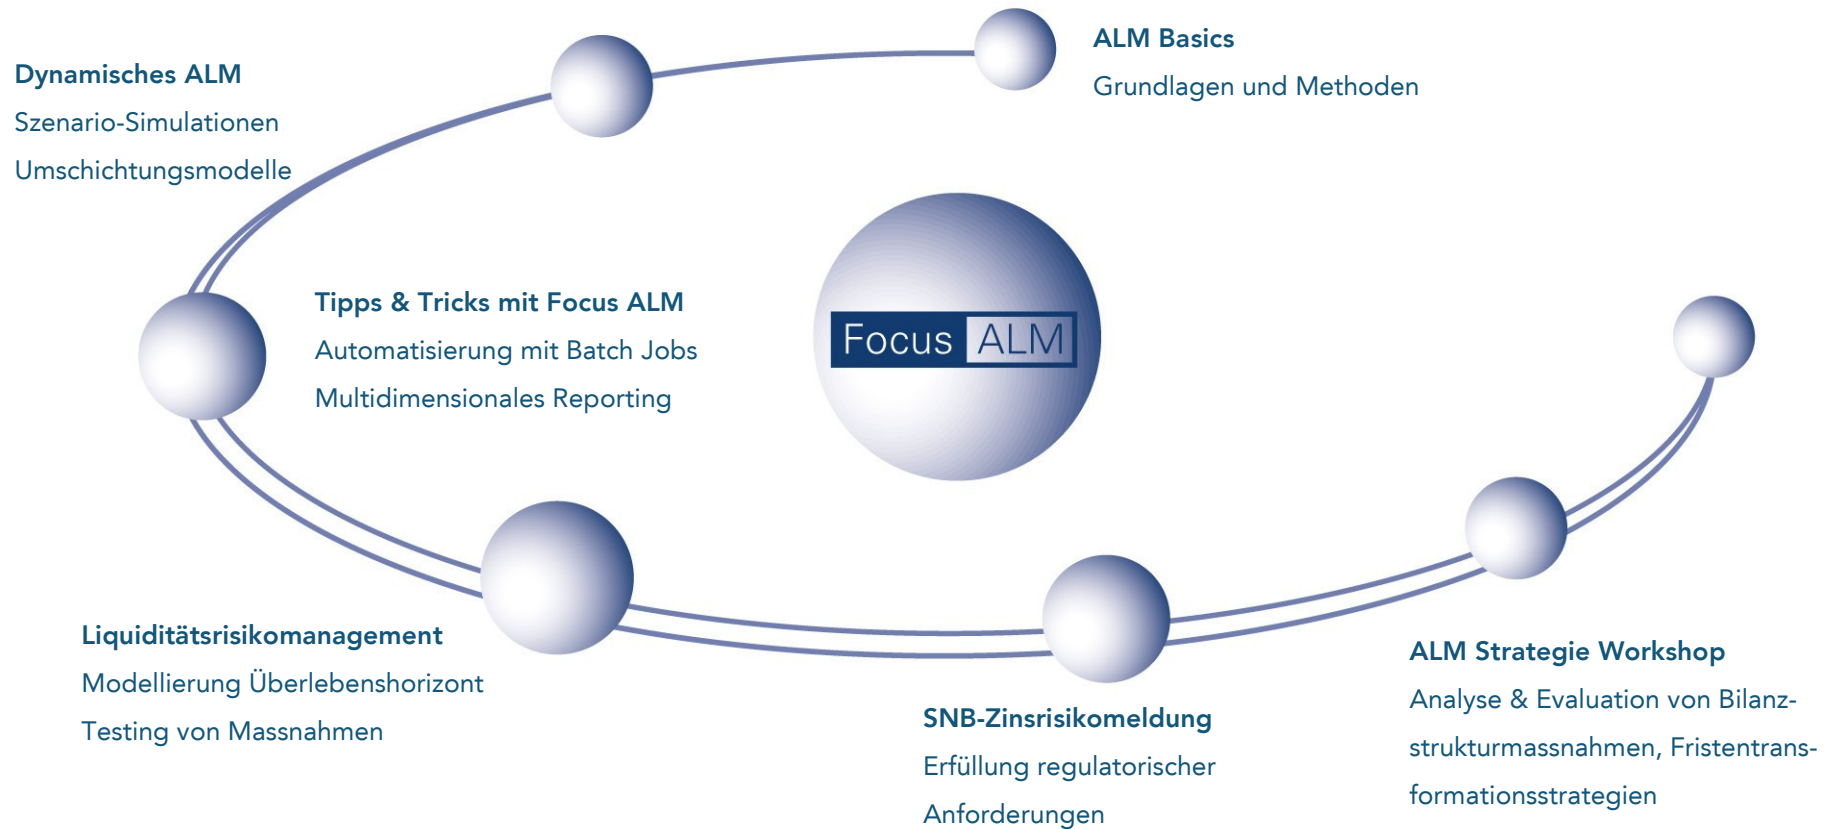 ALM Basics
Grundlagen und Methoden
Dynamisches ALM
Szenario-Simulationen
Umschichtungsmodelle
Tipps & Tricks mit Focus ALM
Automatisierung mit Batch Jobs
Multidimensionales Reporting
Focus ALM
Liquiditätsrisikomanagement
Modellierung Überlebenshorizont
Testing von Massnahmen
SNB-Zinsrisikomeldung
Erfüllung regulatorischer
Anforderungen
ALM Strategie Workshop
Analyse & Evaluation von Bilanz-
strukturmassnahmen, Fristentrans-
formationsstrategien